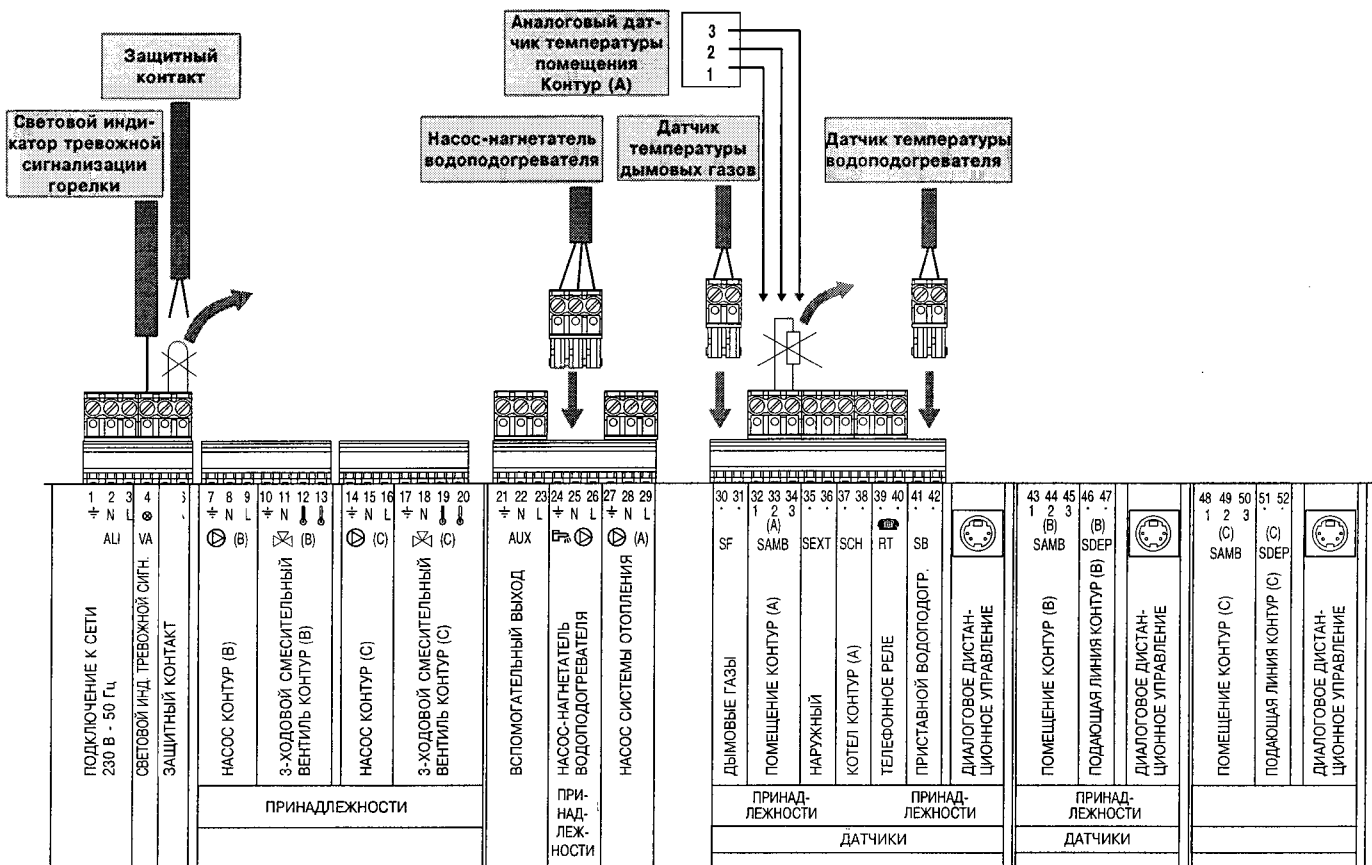 Защитный
контакт
Световой инди-
катор тревожной
сигнализации
горелки
Аналоговый дат-
чик температуры
помещения
Контур (А)
3
2
1
Насос-нагнетатель
водоподогревателя
Датчик
температуры
дымовых газов
Датчик температуры
водоподогревателя
1 2 3 4
N L
VA
ПОДКЛЮЧЕНИЕ К СЕТИ
230 В - 50 Гц
СВЕТОВОЙ ИНД. ТРЕВОЖНОЙ СИГН.
ЗАЩИТНЫЙ КОНТАКТ
7 8 9 10 11 12 13
N L N
(B) (B)
НАСОС КОНТУР (В)
3-ХОДОВОЙ СМЕСИТЕЛЬНЫЙ
ВЕНТИЛЬ КОНТУР (В)
14 15 16 17 18 19 20
N L N
(C) (C)
НАСОС КОНТУР (С)
3-ХОДОВОЙ СМЕСИТЕЛЬНЫЙ
ВЕНТИЛЬ КОНТУР (С)
ПРИНАДЛЕЖНОСТИ
21 22 23 24 25 26 27 28 29
N L N L N L
AUX (A)
ВСПОМОГАТЕЛЬНЫЙ ВЫХОД
НАСОС-НАГНЕТАТЕЛЬ
ВОДОПОДОГРЕВАТЕЛЯ
НАСОС СИСТЕМЫ ОТОПЛЕНИЯ
ПРИ-
НАД-
ЛЕЖ-
НОСТИ
30 31 32 33 34 35 36 37 38 39 40 41 42
1 2 3
(A)
SF SAMB SEXT SCH RT SB
ДЫМОВЫЕ ГАЗЫ
ПОМЕЩЕНИЕ КОНТУР (А)
НАРУЖНЫЙ
КОТЕЛ КОНТУР (А)
ТЕЛЕФОННОЕ РЕЛЕ
ПРИСТАВНОЙ ВОДОПОДОГР.
ДИАЛОГОВОЕ ДИСТАН-
ЦИОННОЕ УПРАВЛЕНИЕ
ПРИНАД-
ЛЕЖНОСТИ
ПРИНАД-
ЛЕЖНОСТИ
ДАТЧИКИ
43 44 45 46 47
1 2 3
(B) (B)
SAMB SDEP
ПОМЕЩЕНИЕ КОНТУР (В)
ПОДАЮЩАЯ ЛИНИЯ КОНТУР (В)
ДИАЛОГОВОЕ ДИСТАН-
ЦИОННОЕ УПРАВЛЕНИЕ
ПРИНАД-
ЛЕЖНОСТИ
ДАТЧИКИ
48 49 50 51 52
1 2 3
(C) (C)
SAMB SDEP
ПОМЕЩЕНИЕ КОНТУР (С)
ПОДАЮЩАЯ ЛИНИЯ КОНТУР (С)
ДИАЛОГОВОЕ ДИСТАН-
ЦИОННОЕ УПРАВЛЕНИЕ